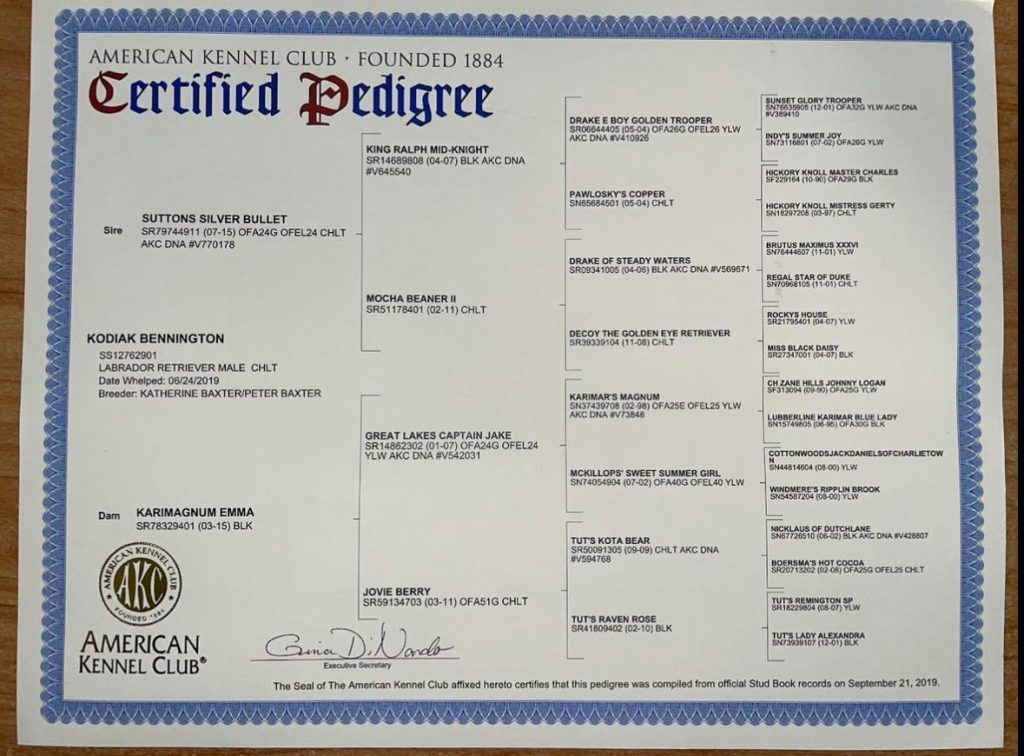 AMERICAN KENNEL CLUB · FOUNDED 1884
Certified Pedigree
Sire
SUTTONS SILVER BULLET
SR79744911 (07-15) OFA24G OFEL24 CHLT
AKC DNA #V770178
KODIAK BENNINGTON
SS12762901
LABRADOR RETRIEVER MALE CHLT
Date Whelped: 06/24/2019
Breeder: KATHERINE BAXTER/PETER BAXTER
Dam
KARIMAGNUM EMMA
SR78329401 (03-15) BLK
KING RALPH MID-KNIGHT
SR14689808 (04-07) BLK AKC DNA
#V645540
MOCHA BEANER II
SR51178401 (02-11) CHLT
GREAT LAKES CAPTAIN JAKE
SR14862302 (01-07) OFA24G OFEL24
YLW AKC DNA #V542031
JOVIE BERRY
SR59134703 (03-11) OFA51G CHLT
DRAKE E BOY GOLDEN TROOPER
SR06644405 (05-04) OFA26G OFEL26 YLW
AKC DNA #V410926
PAWLOSKY'S COPPER
SN65684501 (05-04) CHLT
DRAKE OF STEADY WATERS
SR09341005 (04-06) BLK AKC DNA #V569671
DECOY THE GOLDEN EYE RETRIEVER
SR39339104 (11-08) CHLT
KARIMAR'S MAGNUM
SN37439708 (02-98) OFA25E OFEL25 YLW
AKC DNA #V73848
MCKILLOPS' SWEET SUMMER GIRL
SN74054904 (07-02) OFA40G OFEL40 YLW
TUT'S KOTA BEAR
SR50091305 (09-09) CHLT AKC DNA
#V594768
TUT'S RAVEN ROSE
SR41809402 (02-10) BLK
SUNSET GLORY TROOPER
SN76635905 (12-01) OFA32G YLW AKC DNA
#V389410
INDY'S SUMMER JOY
SN73116801 (07-02) OFA26G YLW
HICKORY KNOLL MASTER CHARLES
SF229164 (10-90) OFA29G BLK
HICKORY KNOLL MISTRESS GERTY
SN18297208 (03-97) CHLT
BRUTUS MAXIMUS XXXVI
SN76444607 (11-01) YLW
REGAL STAR OF DUKE
SN70968105 (11-01) CHLT
ROCKYS HOUSE
SR21795401 (04-07) YLW
MISS BLACK DAISY
SR27347001 (04-07) BLK
CH ZANE HILLS JOHNNY LOGAN
SF313094 (09-90) OFA25G YLW
LUBBERLINE KARIMAR BLUE LADY
SN15749805 (06-95) OFA30G BLK
COTTONWOODSJACKDANIELSOFCHARLIETOW
N
SN44814604 (08-00) YLW
WINDMERE'S RIPPLIN BROOK
SN54587204 (08-00) YLW
NICKLAUS OF DUTCHLANE
SN67726510 (06-02) BLK AKC DNA #V428807
BOERSMA'S HOT COCOA
SR20713202 (02-08) OFA25G OFEL25 CHLT
TUT'S REMINGTON SP
SR18229804 (08-07) YLW
TUT'S LADY ALEXANDRA
SN73939107 (12-01) BLK
AMERICAN KENNEL CLUB
AKC
FOUNDED 1884
AMERICAN
KENNEL CLUB®
Gina DiNardo
Executive Secretary
The Seal of The American Kennel Club affixed hereto certifies that this pedigree was compiled from official Stud Book records on September 21, 2019.